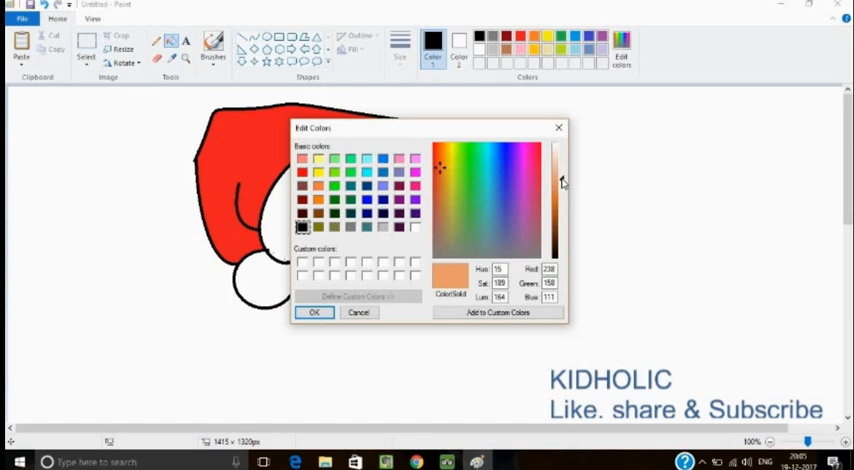 Untitled - Paint
File Home View
Paste
Cut
Copy
Clipboard
Select
Crop
Resize
Rotate
Image
Tools
Brushes
Shapes
Outline
Fill
Size
Color 1
Color 2
Colors
Edit colors
Edit Colors
Basic colors:
Custom colors:
Define Custom Colors >>
OK Cancel
Color|Solid
Hue: 15 Red: 238
Sat: 189 Green: 150
Lum: 164 Blue: 111
Add to Custom Colors
KIDHOLIC
Like. share & Subscribe
1415 × 1320px
100%
Type here to search
ENG
20:05
19-12-2017